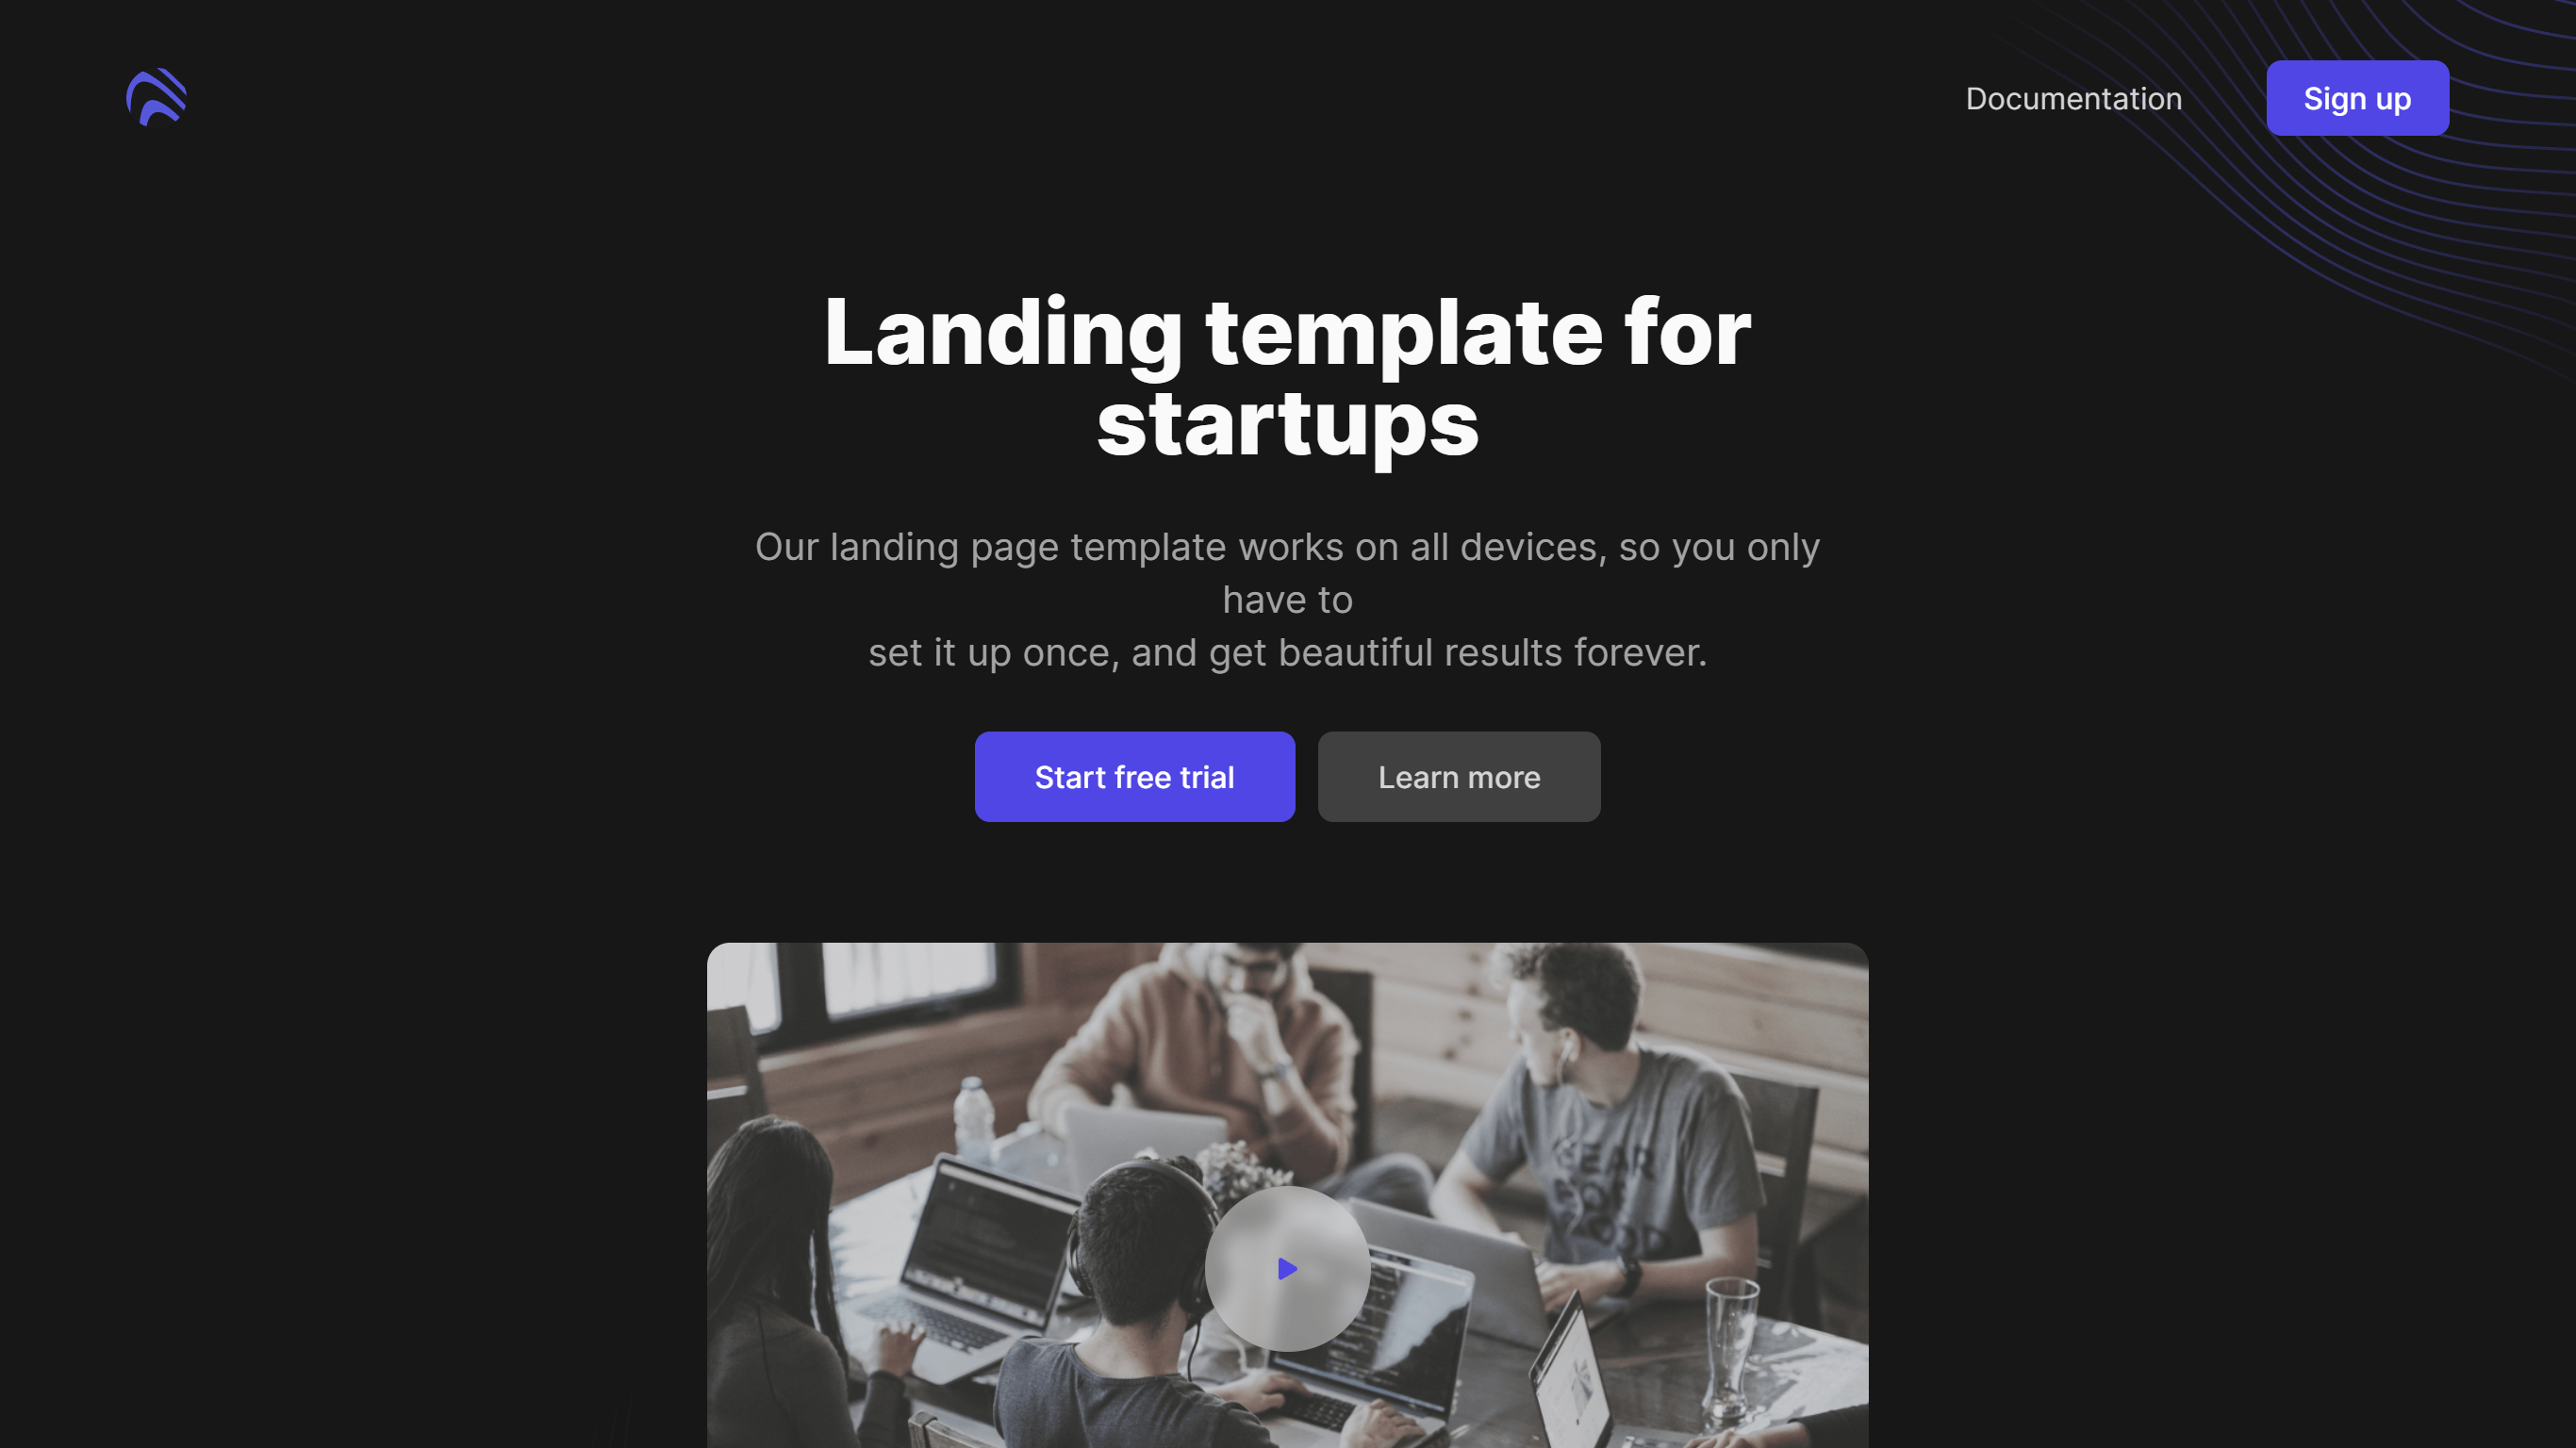 Documentation
Sign up
Landing template for
startups
Our landing page template works on all devices, so you only
have to
set it up once, and get beautiful results forever.
Start free trial
Learn more